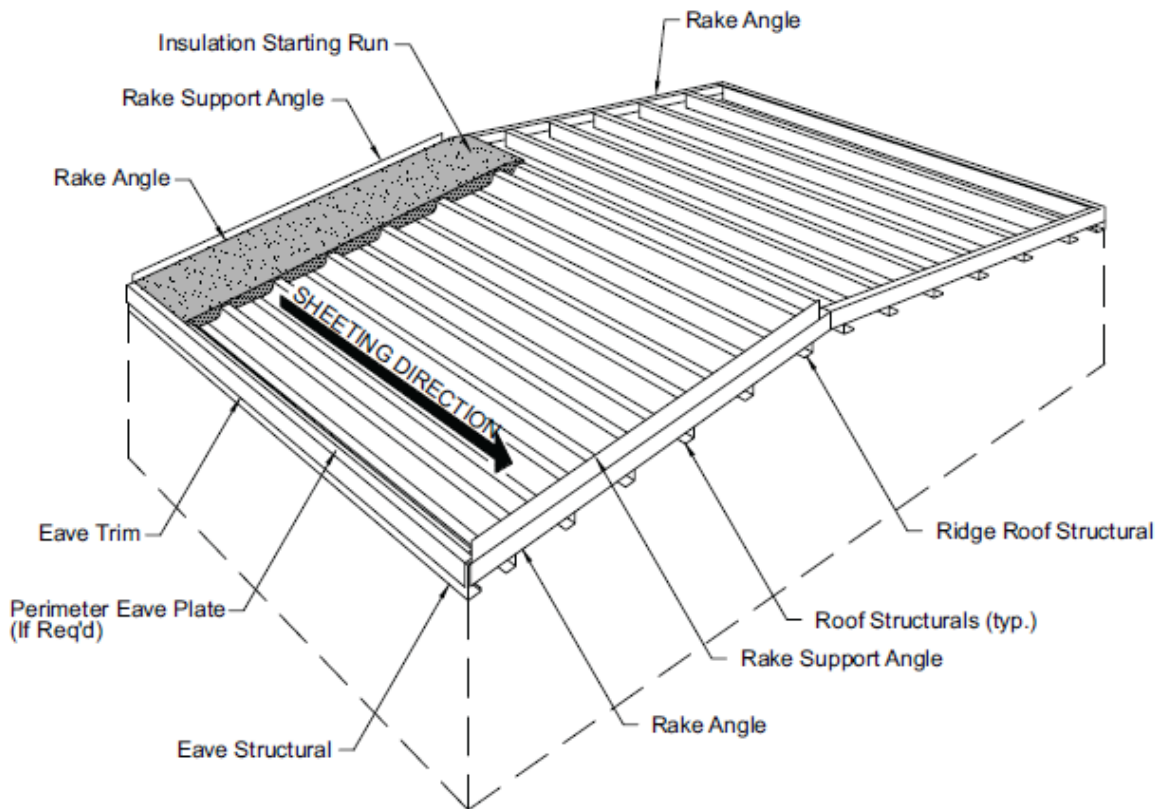 Rake Angle
Insulation Starting Run
Rake Support Angle
Rake Angle
SHEETING DIRECTION
Eave Trim
Ridge Roof Structural
Perimeter Eave Plate
(If Req'd)
Roof Structurals (typ.)
Rake Support Angle
Rake Angle
Eave Structural